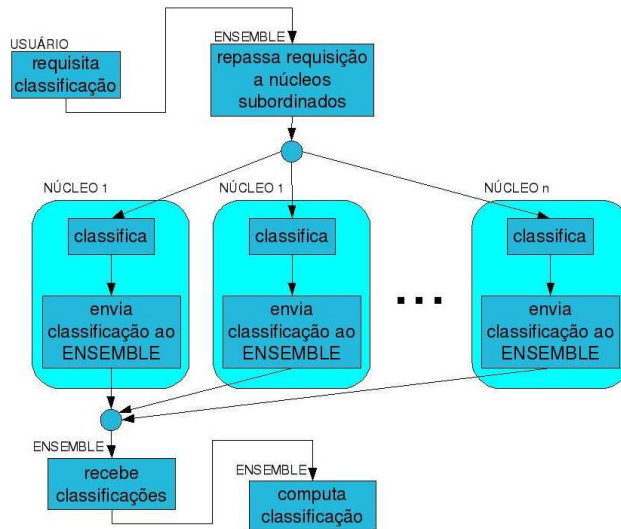 USUÁRIO
requisita
classificação
ENSEMBLE
repassa requisição
a núcleos
subordinados
NÚCLEO 1
classifica
envia
classificação ao
ENSEMBLE
NÚCLEO 1
classifica
envia
classificação ao
ENSEMBLE
...
NÚCLEO n
classifica
envia
classificação ao
ENSEMBLE
ENSEMBLE
recebe
classificações
ENSEMBLE
computa
classificação